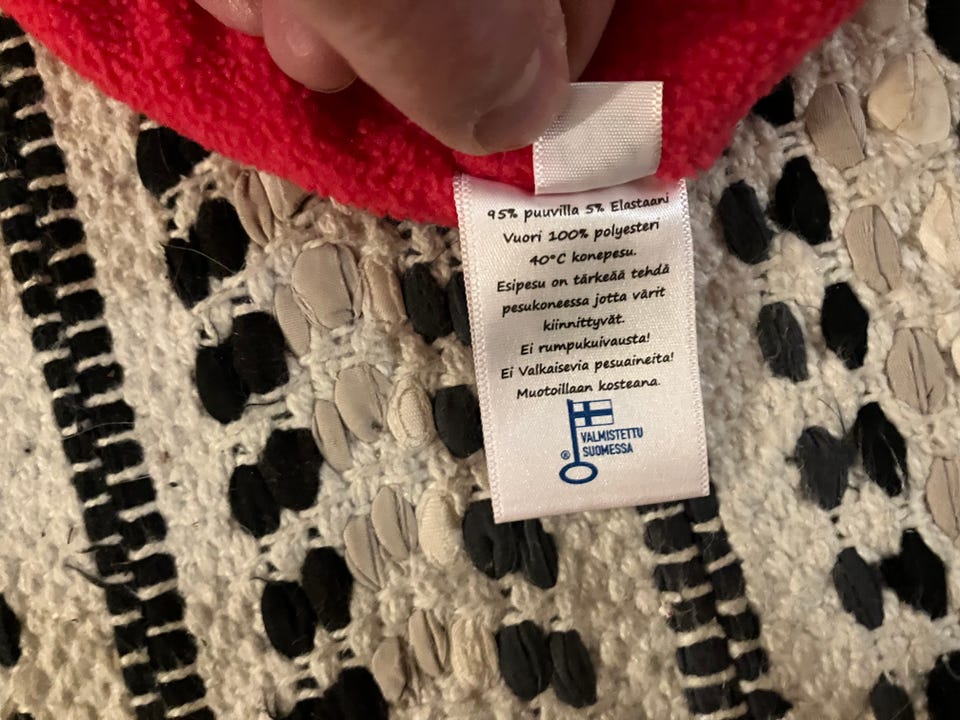 95% puuvilla 5% Elastaani
Vuori 100% polyesteri
40°C konepesu.
Esipesu on tärkeää tehdä
pesukoneessa jotta värit
kiinnittyvät.
Ei rumpukuivausta!
Ei Valkaisevia pesuaineita!
Muotoillaan kosteana.
® VALMISTETTU
SUOMESSA